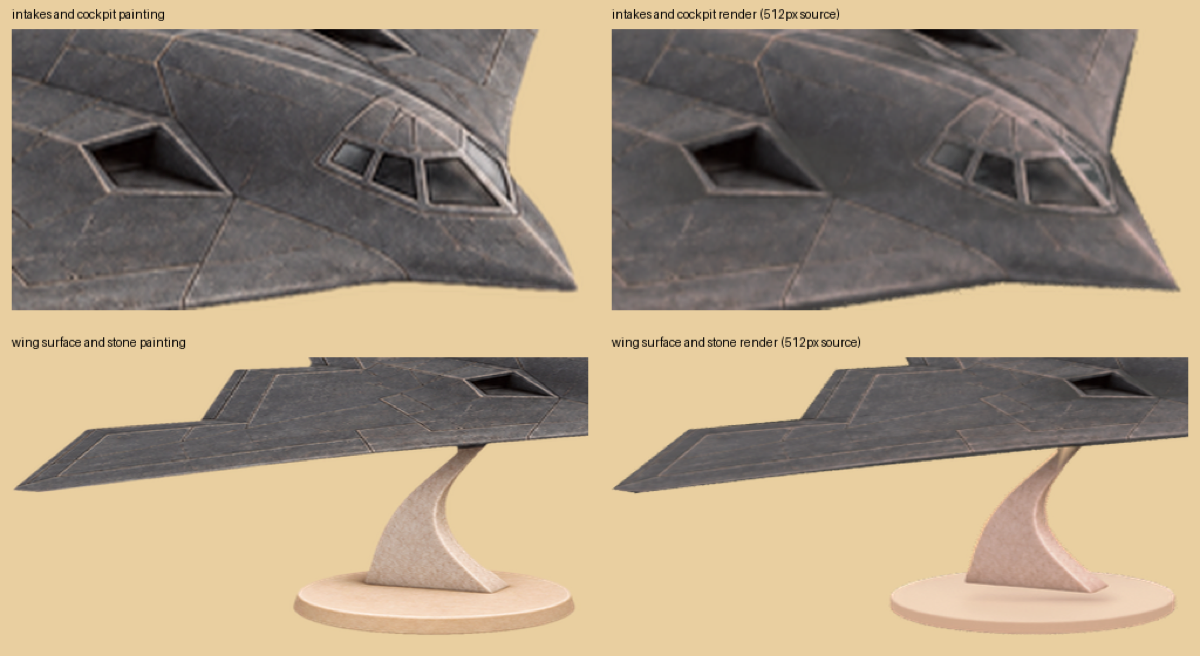 intakes and cockpit painting
intakes and cockpit render (512px source)
wing surface and stone painting
wing surface and stone render (512px source)